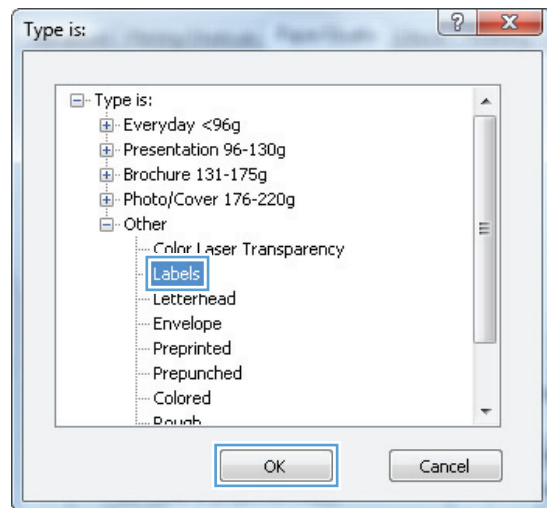 Type is:
Type is:
Everyday <96g
Presentation 96-130g
Brochure 131-175g
Photo/Cover 176-220g
Other
Color Laser Transparency
Labels
Letterhead
Envelope
Preprinted
Prepunched
Colored
Rough
OK Cancel